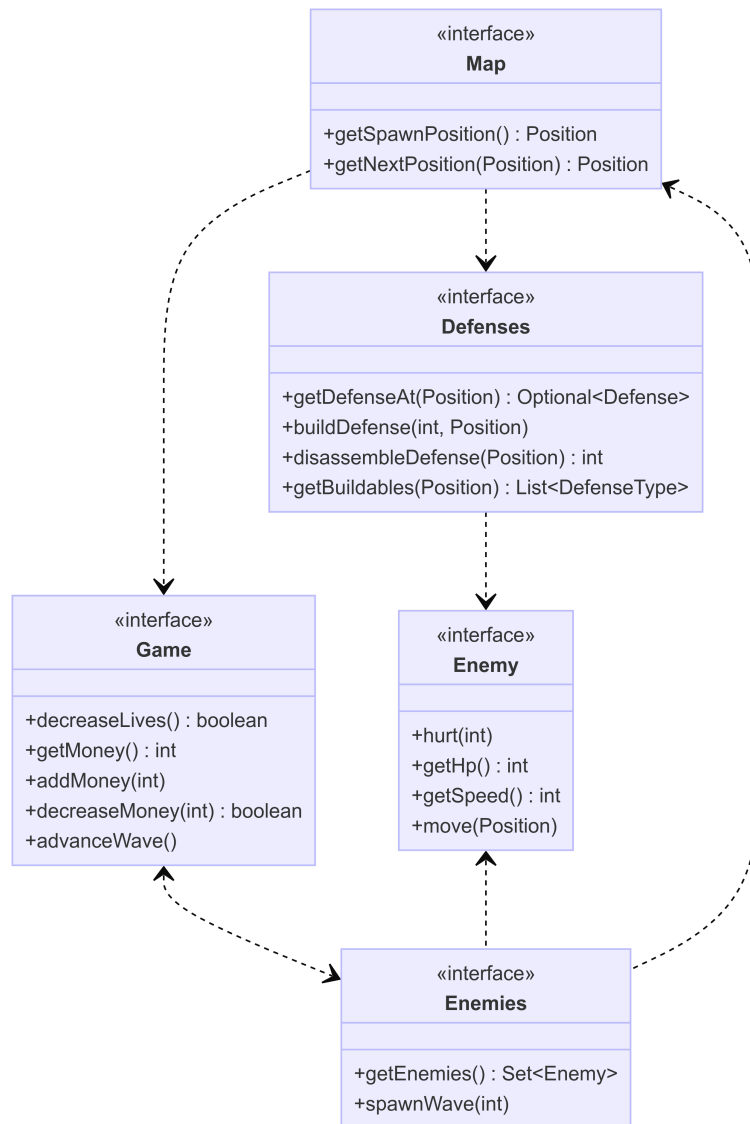 «interface»
Map
+getSpawnPosition() : Position
+getNextPosition(Position) : Position
«interface»
Defenses
+getDefenseAt(Position) : Optional<Defense>
+buildDefense(int, Position)
+disassembleDefense(Position) : int
+getBuildables(Position) : List<DefenseType>
«interface»
Game
+decreaseLives() : boolean
+getMoney() : int
+addMoney(int)
+decreaseMoney(int) : boolean
+advanceWave()
«interface»
Enemy
+hurt(int)
+getHp() : int
+getSpeed() : int
+move(Position)
«interface»
Enemies
+getEnemies() : Set<Enemy>
+spawnWave(int)